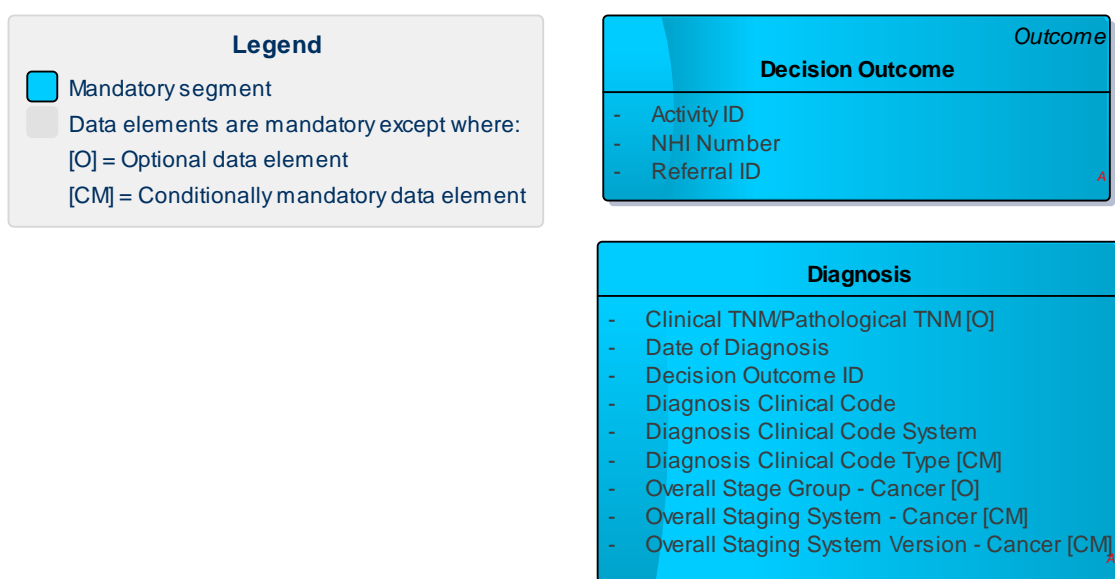 Legend
Mandatory segment
Data elements are mandatory except where:
[O] = Optional data element
[CM] = Conditionally mandatory data element
Outcome
Decision Outcome
- Activity ID
- NHI Number
- Referral ID
A
Diagnosis
- Clinical TNM/Pathological TNM [O]
- Date of Diagnosis
- Decision Outcome ID
- Diagnosis Clinical Code
- Diagnosis Clinical Code System
- Diagnosis Clinical Code Type [CM]
- Overall Stage Group - Cancer [O]
- Overall Staging System - Cancer [CM]
- Overall Staging System Version - Cancer [CM]
A